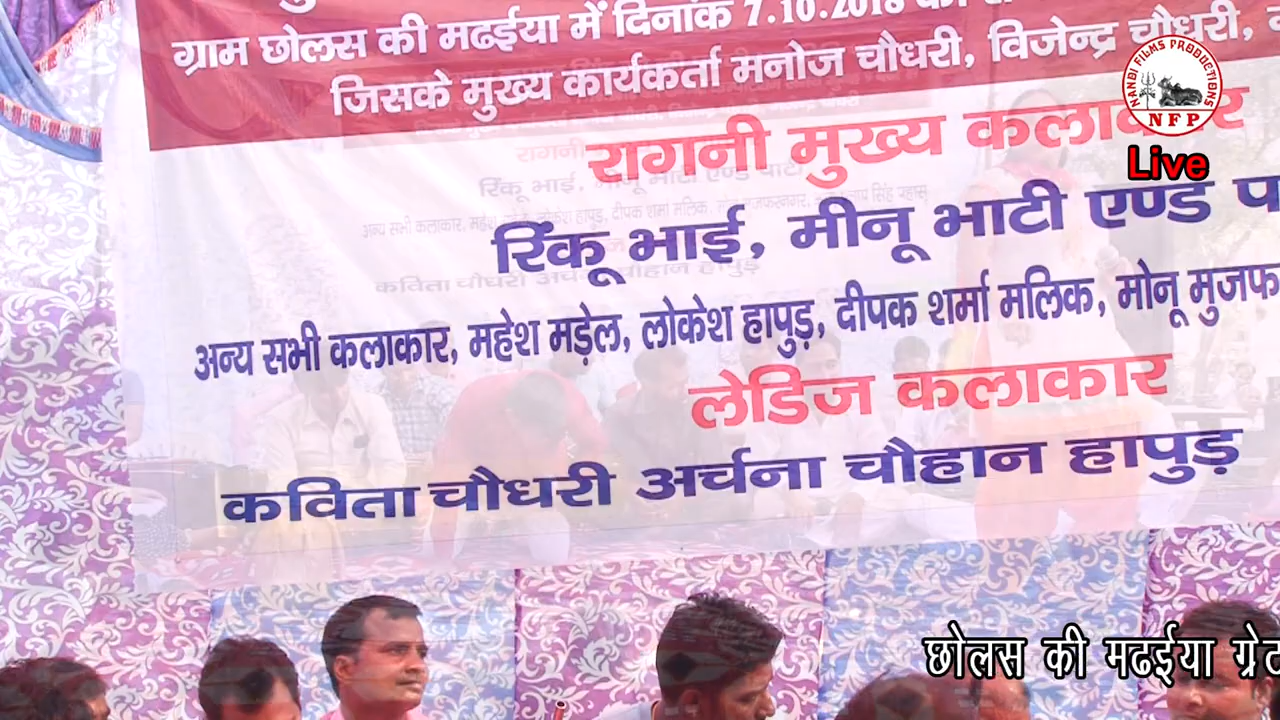 ग्राम छोलस की मढईया में दिनांक 7.10.2018
जिसके मुख्य कार्यकर्ता मनोज चौधरी, विजेन्द्र चौधरी,
रागनी मुख्य कलाकार
रिंकू भाई, मीनू भाटी एण्ड
अन्य सभी कलाकार, महेश मड़ेल, लोकेश हापुड़, दीपक शर्मा मलिक, मोनू
लेडिज कलाकार
कविता चौधरी अर्चना चौहान हापुड़
NANDI FILMS PRODUCTIONS
NFP
Live
छोलस की मढईया